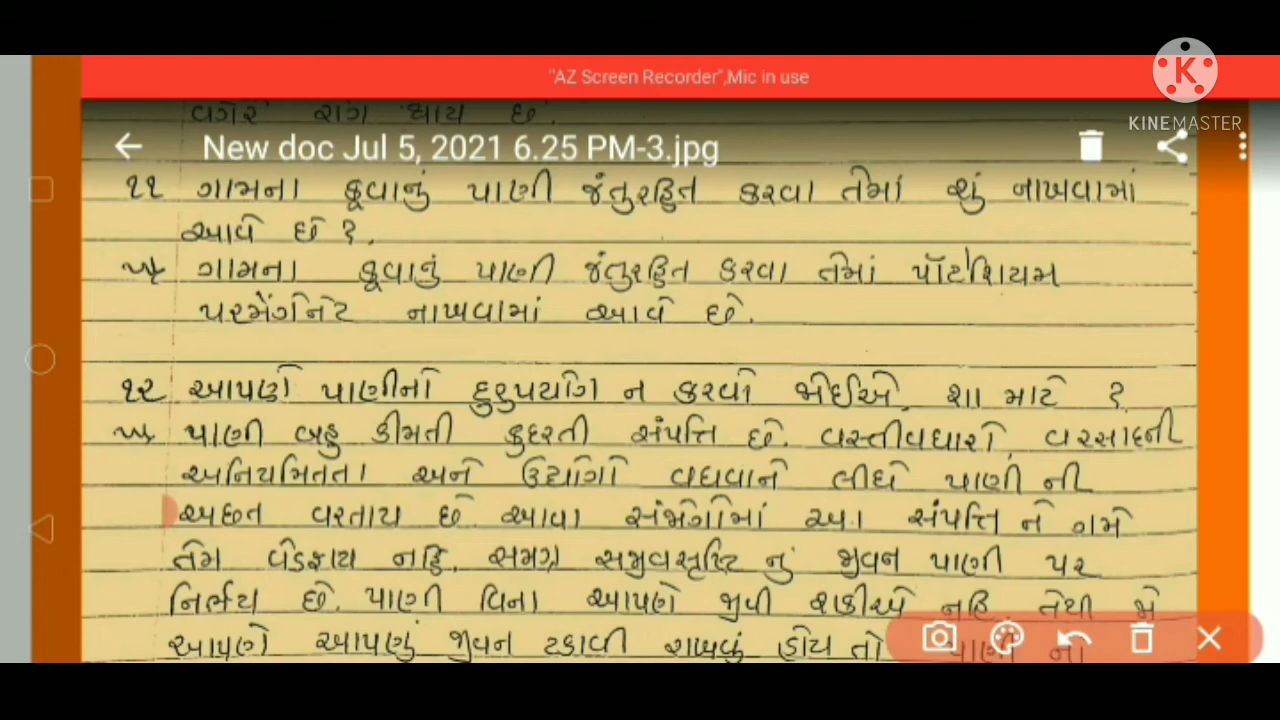 "AZ Screen Recorder",Mic in use
KINEMASTER
વગેરે રોગ થાય છે.
New doc Jul 5, 2021 6.25 PM-3.jpg
૧૧ ગામના કૂવાનું પાણી જંતુરહિત કરવા તેમાં શું નાખવામાં
આવે છે ?
ગામના કૂવાનું પાણી જંતુરહિત કરવા તેમાં પૉટેશિયમ
પરમેંગેનેટ નાખવામાં આવે છે.
૧૨ આપણે પાણીનો દુરુપયોગ ન કરવો જોઈએ. શા માટે ?
પાણી બહુ કીમતી કુદરતી સંપત્તિ છે. વસ્તીવધારો, વરસાદની
અનિયમિતતા અને ઉદ્યોગો વધવાને લીધે પાણી ની
અછત વરતાય છે. આવા સંજોગોમાં આ સંપત્તિ ને ગમે
તેમ વેડફાય નહિ. સમગ્ર સજીવસૃષ્ટિ નું જીવન પાણી પર
નિર્ભય છે. પાણી વિના આપણે જીવી શકીએ નહિ તેથી જો
આપણે આપણું જીવન ટકાવી રાખવું હોય તો પાણી નો